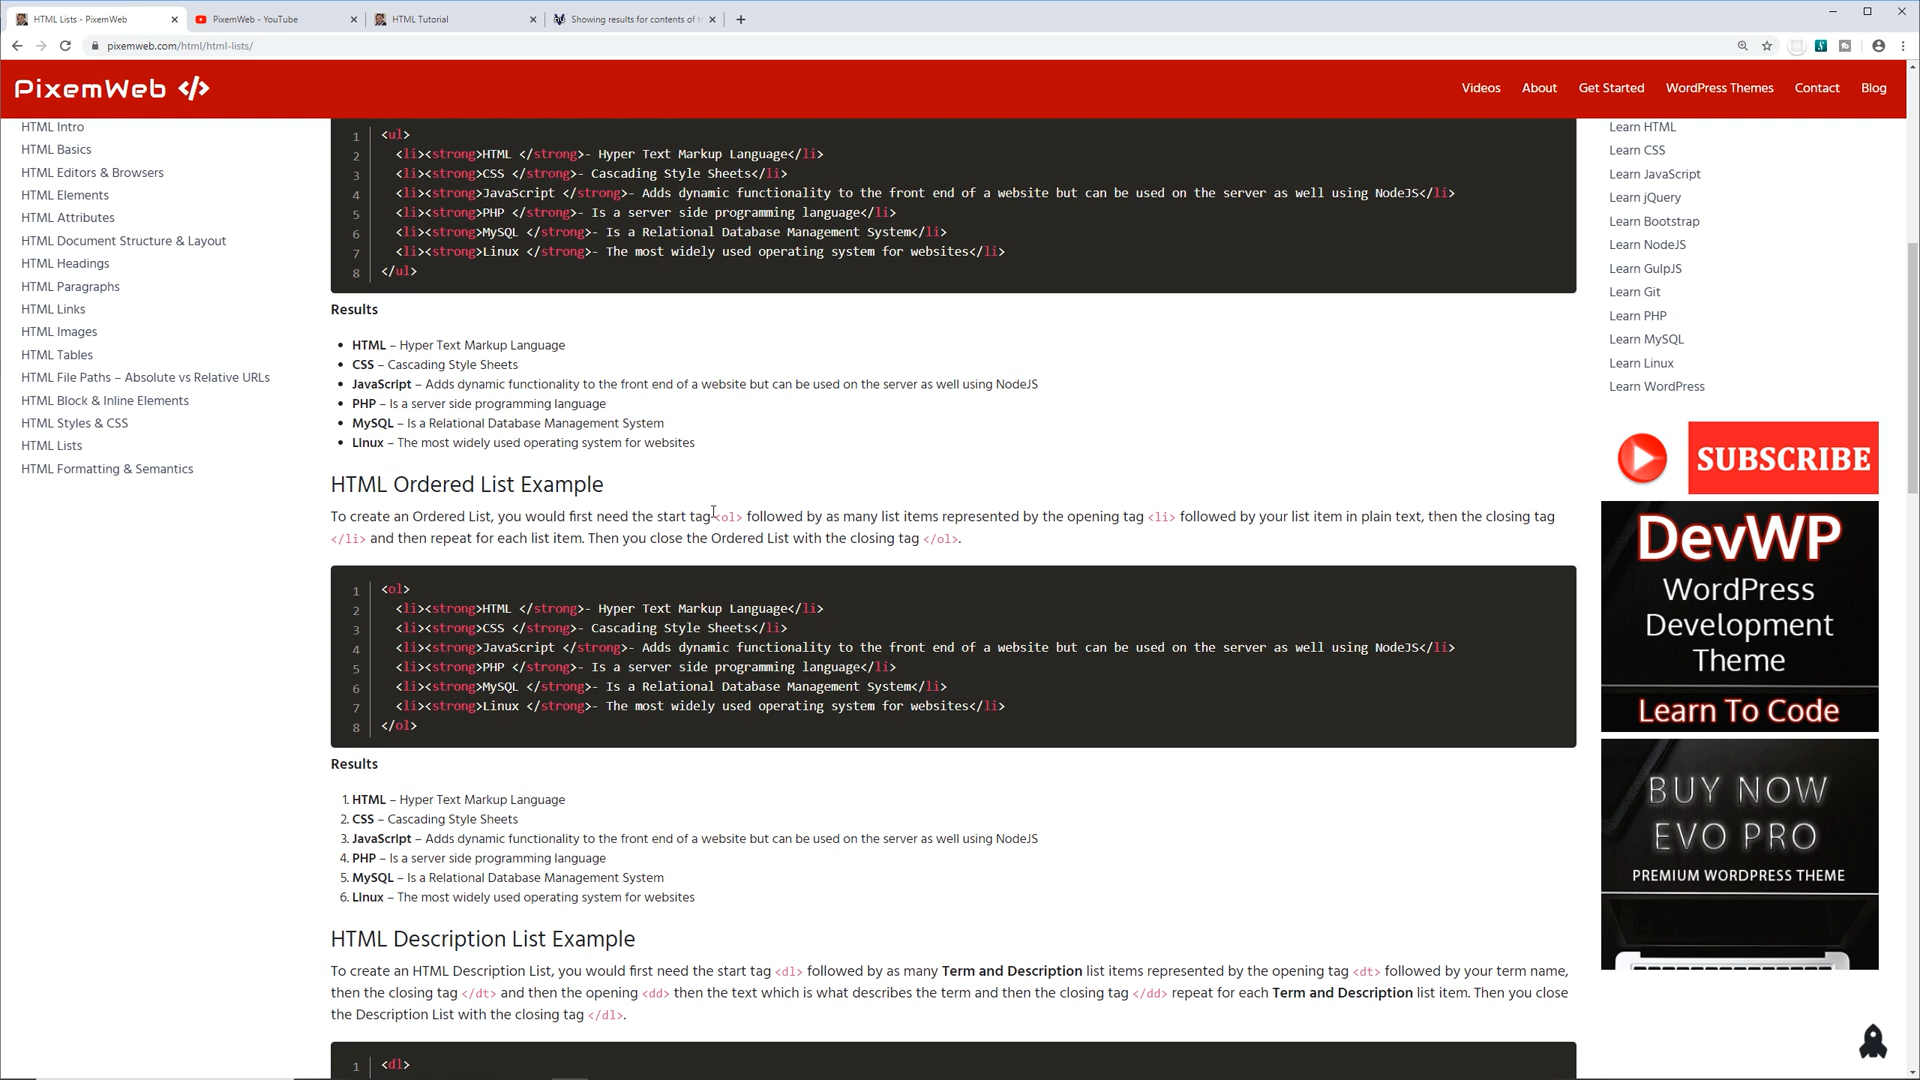 HTML Lists - PixemWeb
PixemWeb - YouTube
HTML Tutorial
Showing results for contents of
pixemweb.com/html/html-lists/
PixemWeb </>
Videos
About
Get Started
WordPress Themes
Contact
Blog
HTML Intro
HTML Basics
HTML Editors & Browsers
HTML Elements
HTML Attributes
HTML Document Structure & Layout
HTML Headings
HTML Paragraphs
HTML Links
HTML Images
HTML Tables
HTML File Paths – Absolute vs Relative URLs
HTML Block & Inline Elements
HTML Styles & CSS
HTML Lists
HTML Formatting & Semantics
1 <ul>
2 <li><strong>HTML </strong>- Hyper Text Markup Language</li>
3 <li><strong>CSS </strong>- Cascading Style Sheets</li>
4 <li><strong>JavaScript </strong>- Adds dynamic functionality to the front end of a website but can be used on the server as well using NodeJS</li>
5 <li><strong>PHP </strong>- Is a server side programming language</li>
6 <li><strong>MySQL </strong>- Is a Relational Database Management System</li>
7 <li><strong>Linux </strong>- The most widely used operating system for websites</li>
8 </ul>
Results
• HTML – Hyper Text Markup Language
• CSS – Cascading Style Sheets
• JavaScript – Adds dynamic functionality to the front end of a website but can be used on the server as well using NodeJS
• PHP – Is a server side programming language
• MySQL – Is a Relational Database Management System
• Linux – The most widely used operating system for websites
HTML Ordered List Example
To create an Ordered List, you would first need the start tag <ol> followed by as many list items represented by the opening tag <li> followed by your list item in plain text, then the closing tag
</li> and then repeat for each list item. Then you close the Ordered List with the closing tag </ol>.
1 <ol>
2 <li><strong>HTML </strong>- Hyper Text Markup Language</li>
3 <li><strong>CSS </strong>- Cascading Style Sheets</li>
4 <li><strong>JavaScript </strong>- Adds dynamic functionality to the front end of a website but can be used on the server as well using NodeJS</li>
5 <li><strong>PHP </strong>- Is a server side programming language</li>
6 <li><strong>MySQL </strong>- Is a Relational Database Management System</li>
7 <li><strong>Linux </strong>- The most widely used operating system for websites</li>
8 </ol>
Results
1. HTML – Hyper Text Markup Language
2. CSS – Cascading Style Sheets
3. JavaScript – Adds dynamic functionality to the front end of a website but can be used on the server as well using NodeJS
4. PHP – Is a server side programming language
5. MySQL – Is a Relational Database Management System
6. Linux – The most widely used operating system for websites
HTML Description List Example
To create an HTML Description List, you would first need the start tag <dl> followed by as many Term and Description list items represented by the opening tag <dt> followed by your term name,
then the closing tag </dt> and then the opening <dd> then the text which is what describes the term and then the closing tag </dd> repeat for each Term and Description list item. Then you close
the Description List with the closing tag </dl>.
1 <dl>
Learn HTML
Learn CSS
Learn JavaScript
Learn jQuery
Learn Bootstrap
Learn NodeJS
Learn GulpJS
Learn Git
Learn PHP
Learn MySQL
Learn Linux
Learn WordPress
SUBSCRIBE
DevWP
WordPress
Development
Theme
Learn To Code
BUY NOW
EVO PRO
PREMIUM WORDPRESS THEME